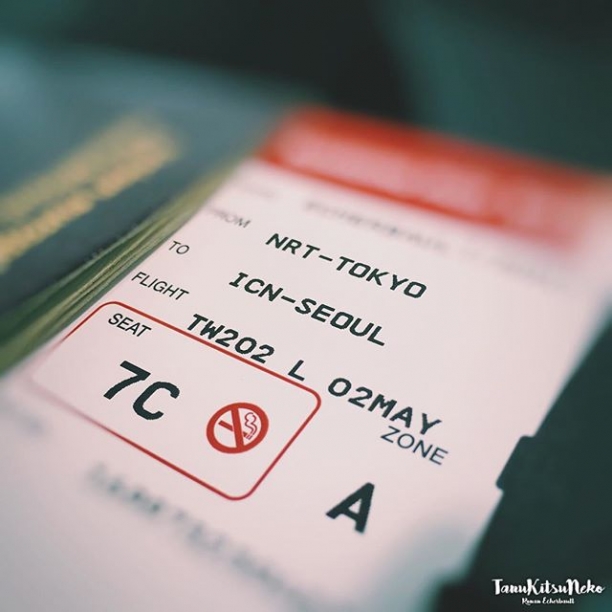 FROM NRT-TOKYO
TO ICN-SEOUL
FLIGHT TW202 L 02MAY
SEAT
7C
ZONE
A
TanuKitsuNeko